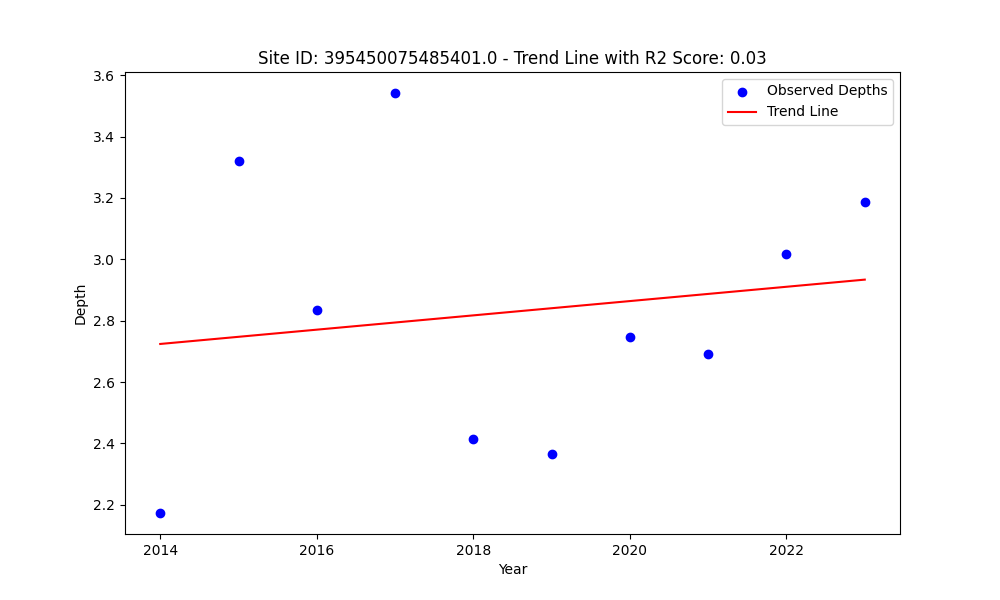 Site ID: 395450075485401.0 - Trend Line with R2 Score: 0.03
Observed Depths
Trend Line
3.6
3.4
3.2
3.0
2.8
2.6
2.4
2.2
Depth
2014
2016
2018
2020
2022
Year